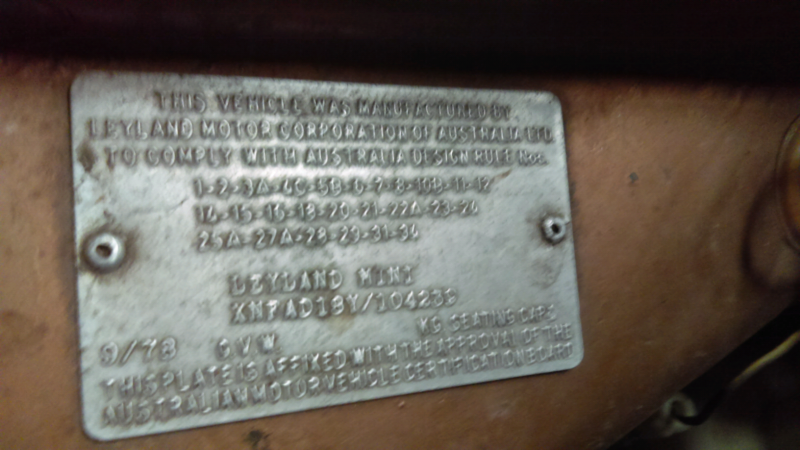 THIS VEHICLE WAS MANUFACTURED BY
LEYLAND MOTOR CORPORATION OF AUSTRALIA LTD.
TO COMPLY WITH AUSTRALIA DESIGN RULE Nos.
1-2-3A-4C-5B-6-7-8-10B-11-12
14-15-16-18-20-21-22A-23-24
25A-27A-28-29-31-34
LEYLAND MINI
XNFAD18Y/104239
9/78 GVW KG SEATING CAPS
THIS PLATE IS AFFIXED WITH THE APPROVAL OF THE
AUSTRALIAN MOTOR VEHICLE CERTIFICATION BOARD